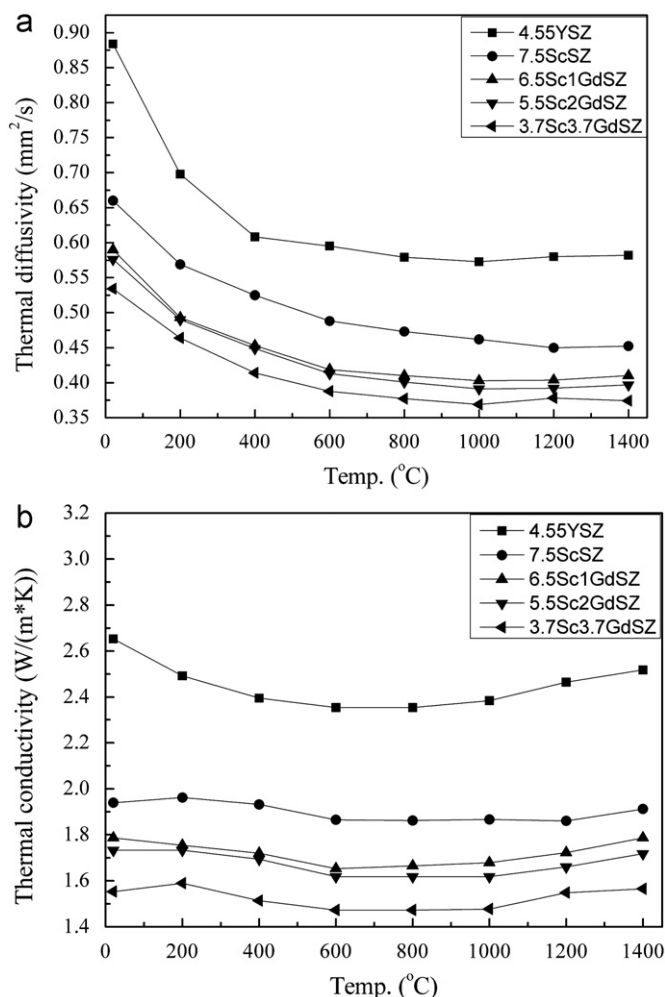 a
0.90
0.85
0.80
0.75
0.70
0.65
0.60
0.55
0.50
0.45
0.40
0.35
Thermal diffusivity (mm²/s)
4.55YSZ
7.5ScSZ
6.5Sc1GdSZ
5.5Sc2GdSZ
3.7Sc3.7GdSZ
0 200 400 600 800 1000 1200 1400
Temp. (°C)
b
3.2
3.0
2.8
2.6
2.4
2.2
2.0
1.8
1.6
1.4
Thermal conductivity (W/(m*K))
4.55YSZ
7.5ScSZ
6.5Sc1GdSZ
5.5Sc2GdSZ
3.7Sc3.7GdSZ
0 200 400 600 800 1000 1200 1400
Temp. (°C)